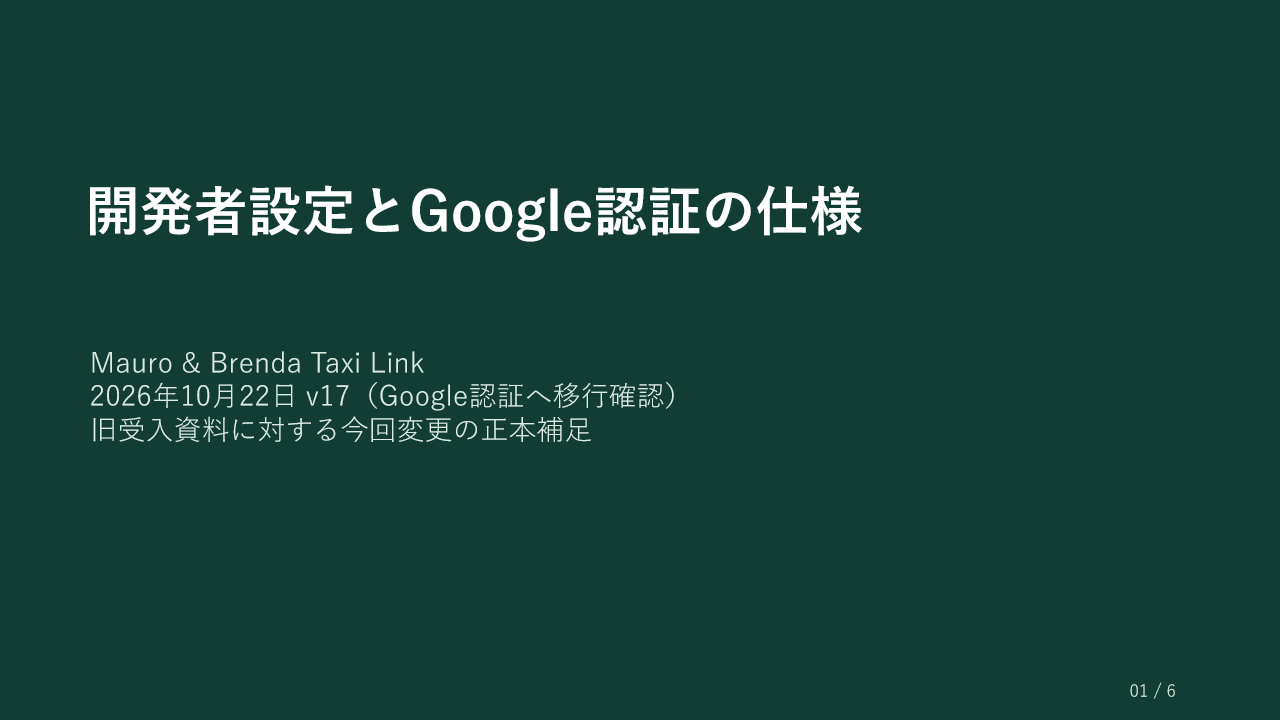 開発者設定とGoogle認証の仕様
Mauro & Brenda Taxi Link
2026年10月22日 v17（Google認証へ移行確認）
旧受入資料に対する今回変更の正本補足
01 / 6